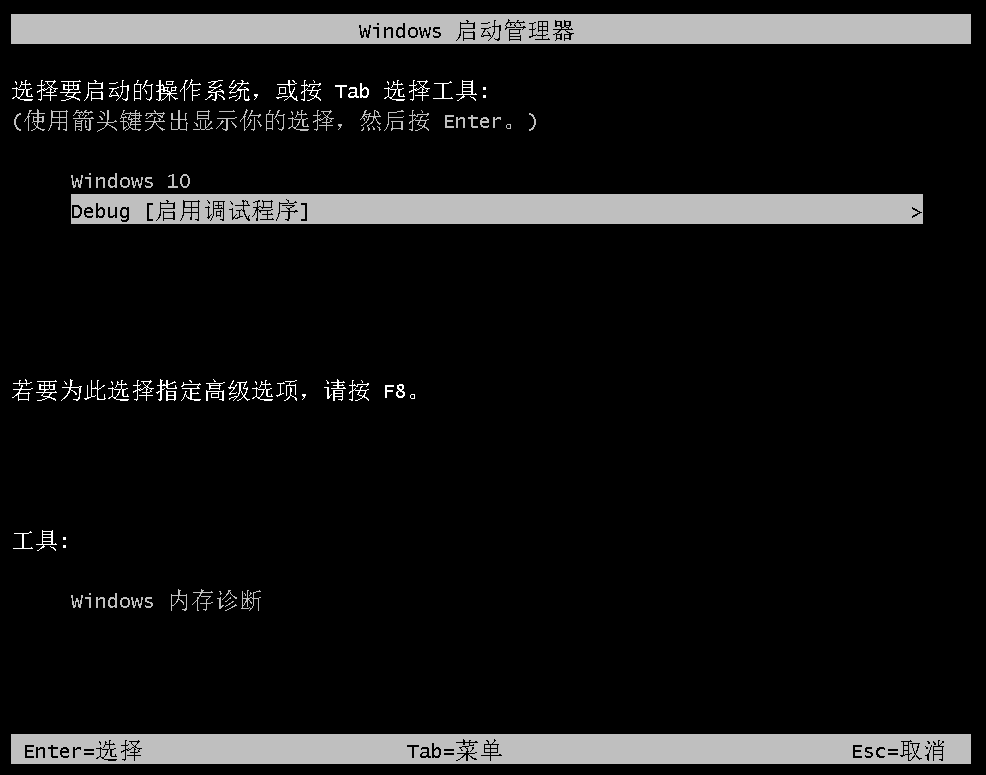 Windows 启动管理器
选择要启动的操作系统，或按 Tab 选择工具:
(使用箭头键突出显示你的选择，然后按 Enter。)
Windows 10
Debug [启用调试程序] >
若要为此选择指定高级选项，请按 F8。
工具:
Windows 内存诊断
Enter=选择 Tab=菜单 Esc=取消